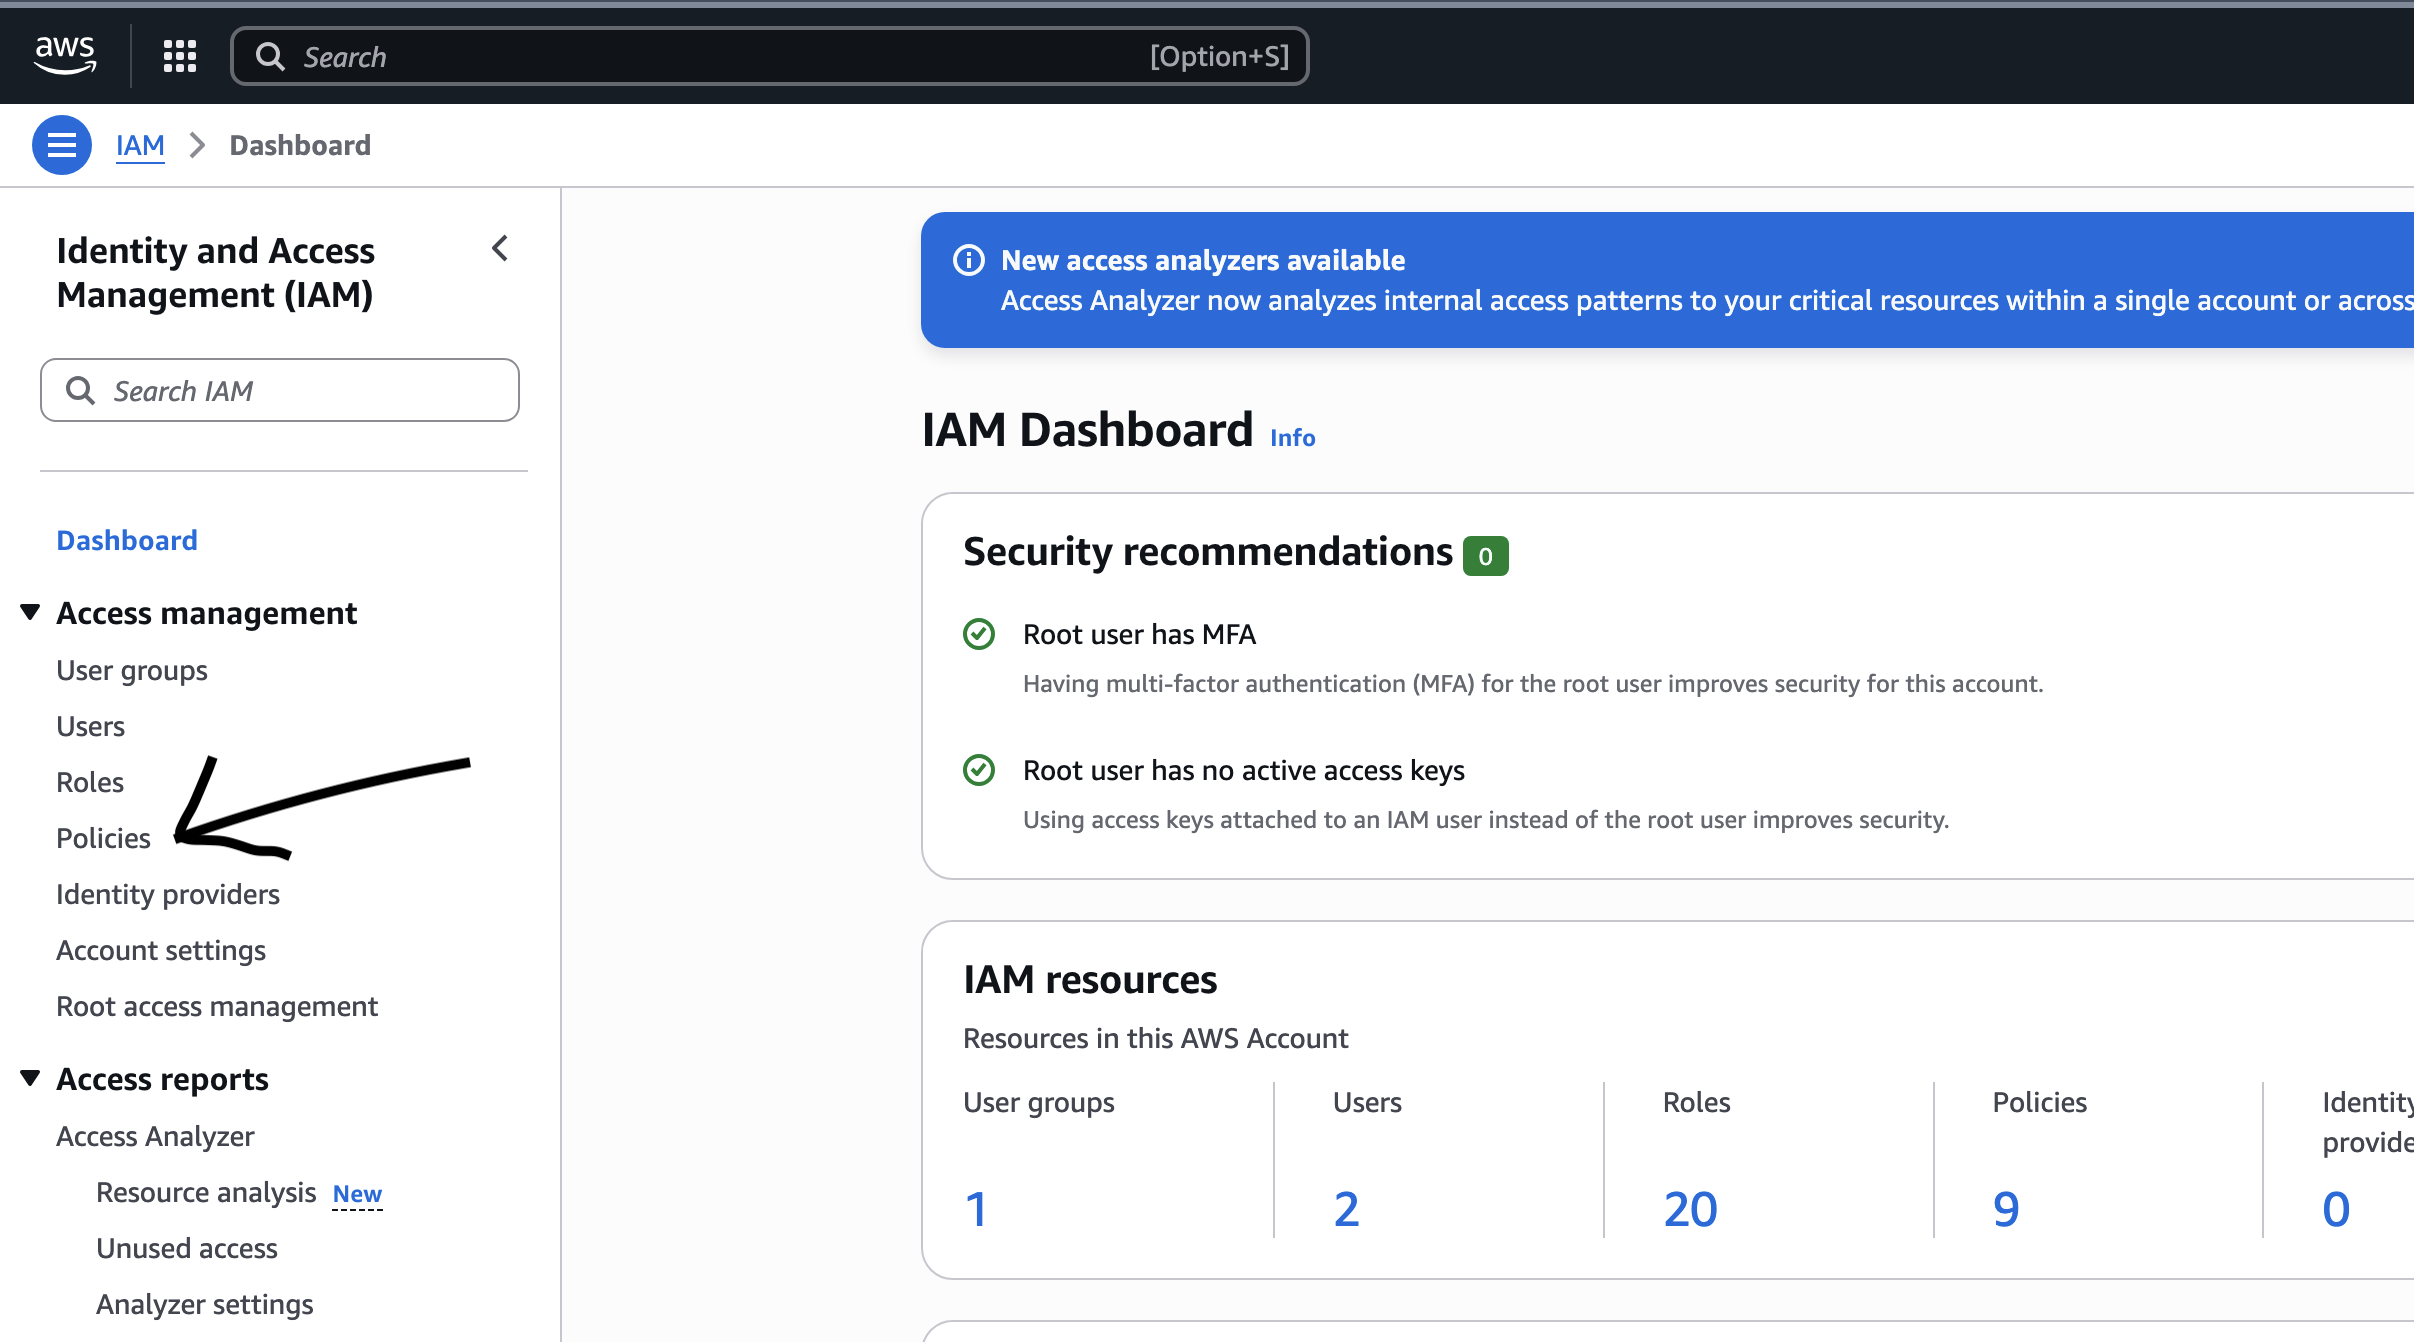 aws
Search [Option+S]
IAM Dashboard
Identity and Access
Management (IAM)
Search IAM
Dashboard
Access management
User groups
Users
Roles
Policies
Identity providers
Account settings
Root access management
Access reports
Access Analyzer
Resource analysis New
Unused access
Analyzer settings
New access analyzers available
Access Analyzer now analyzes internal access patterns to your critical resources within a single account or across
IAM Dashboard Info
Security recommendations 0
Root user has MFA
Having multi-factor authentication (MFA) for the root user improves security for this account.
Root user has no active access keys
Using access keys attached to an IAM user instead of the root user improves security.
IAM resources
Resources in this AWS Account
User groups
1
Users
2
Roles
20
Policies
9
Identity
provide
0